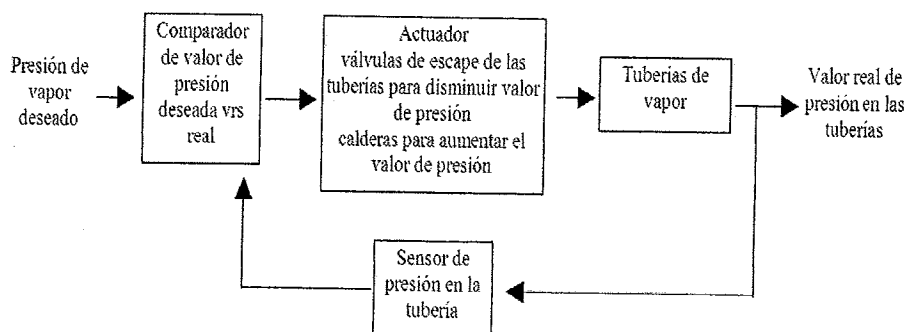 Presión de
vapor
deseado
Comparador
de valor de
presión
deseada vrs
real
Actuador
válvulas de escape de las
tuberías para disminuir valor
de presión
calderas para aumentar el
valor de presión
Tuberías de
vapor
Valor real de
presión en las
tuberías
Sensor de
presión en la
tubería